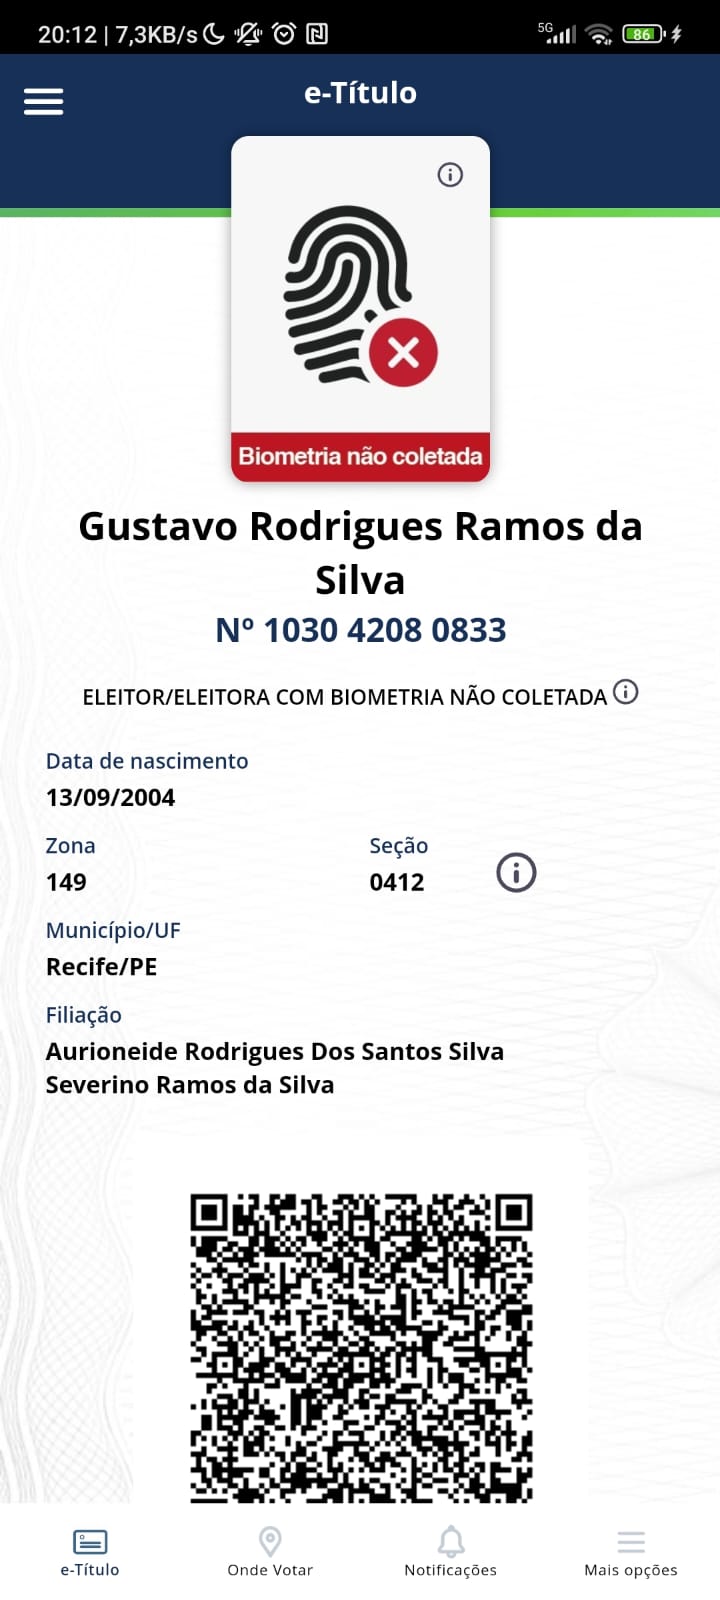 20:12 | 7,3KB/s
5G
86
e-Título
Biometria não coletada
Gustavo Rodrigues Ramos da
Silva
Nº 1030 4208 0833
ELEITOR/ELEITORA COM BIOMETRIA NÃO COLETADA
Data de nascimento
13/09/2004
Zona
Seção
149
0412
Município/UF
Recife/PE
Filiação
Aurioneide Rodrigues Dos Santos Silva
Severino Ramos da Silva
e-Título
Onde Votar
Notificações
Mais opções